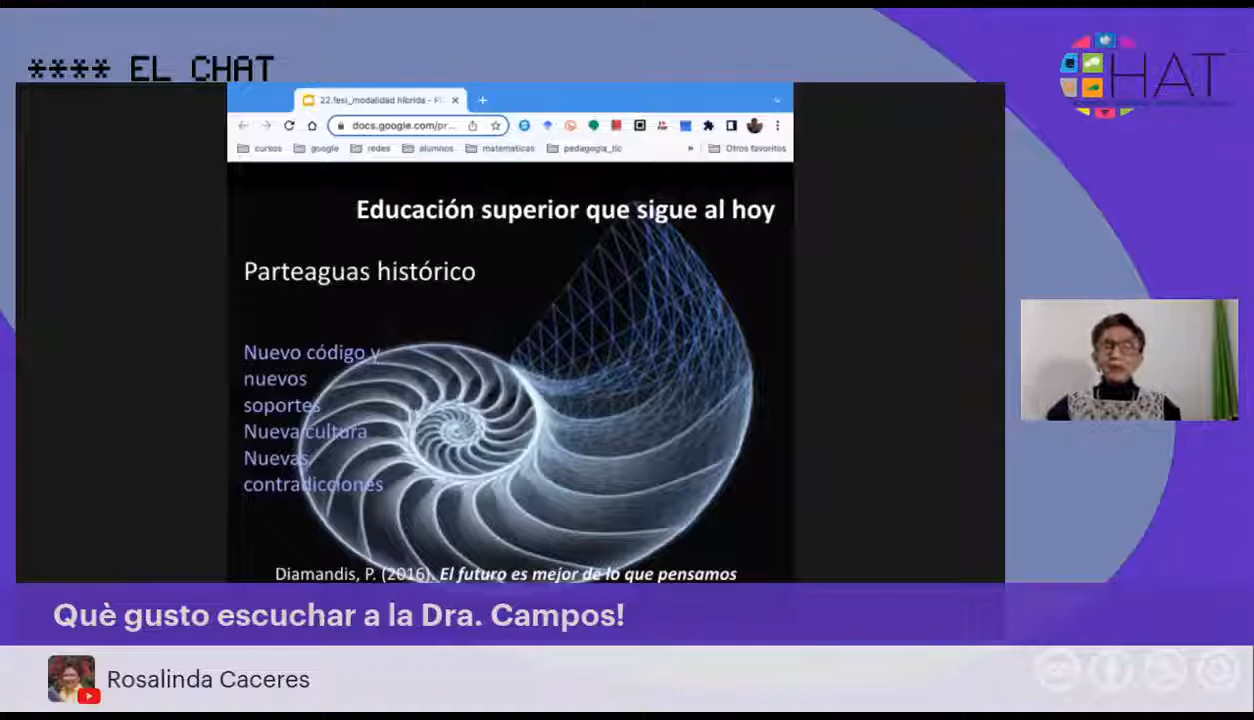 **** EL CHAT
HAT
22.fesi_modalidad híbrida -
docs.google.com/pr...
cursos google redes alumnos matematicas pedagogia_tic » Otros favoritos
Educación superior que sigue al hoy
Parteaguas histórico
Nuevo código y
nuevos
soportes
Nueva cultura
Nuevas
contradicciones
Diamandis, P. (2016). El futuro es mejor de lo que pensamos
Què gusto escuchar a la Dra. Campos!
Rosalinda Caceres